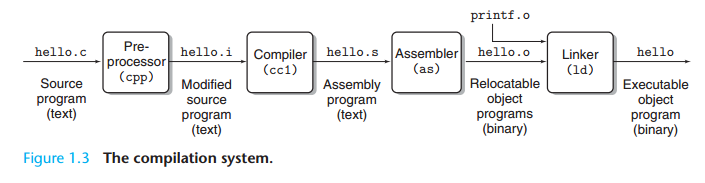 printf.o
hello.c
Pre-
processor
(cpp)
hello.i
Compiler
(cc1)
hello.s
Assembler
(as)
hello.o
Linker
(ld)
hello
Source
program
(text)
Modified
source
program
(text)
Assembly
program
(text)
Relocatable
object
programs
(binary)
Executable
object
program
(binary)
Figure 1.3 The compilation system.